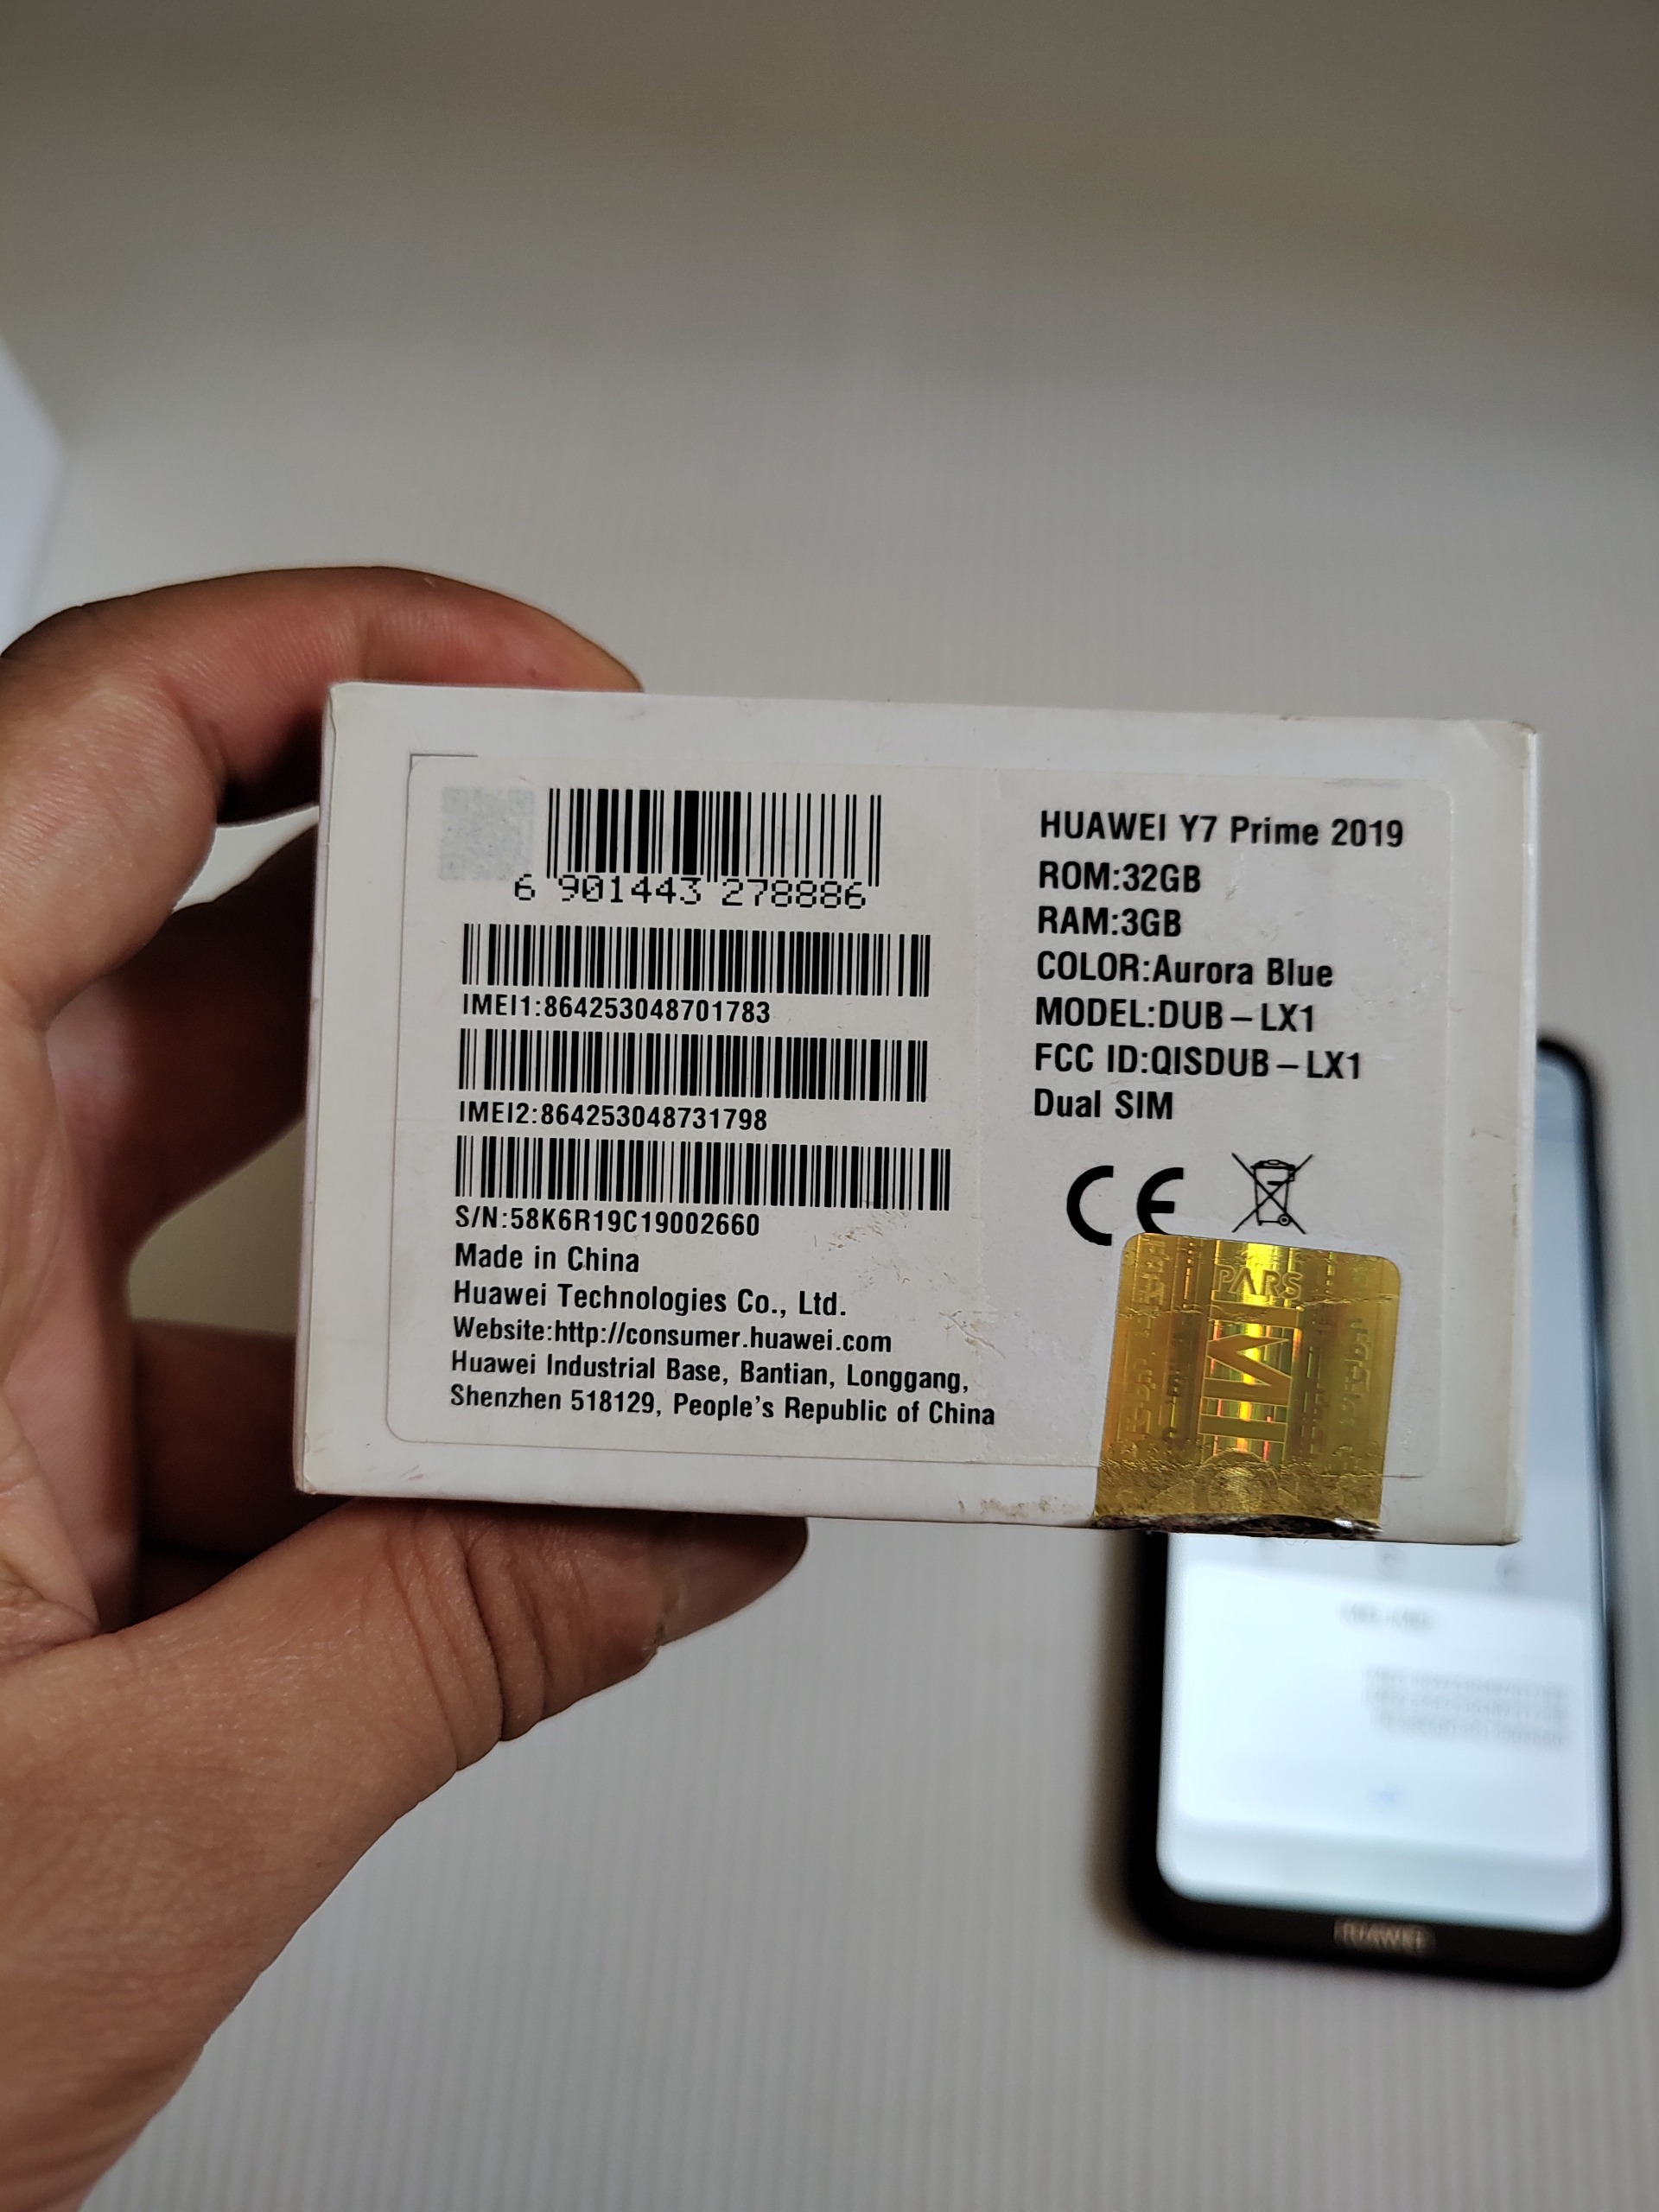 6 901443 278886
IMEI1:864253048701783
IMEI2:864253048731798
S/N:58K6R19C19002660
Made in China
Huawei Technologies Co., Ltd.
Website:http://consumer.huawei.com
Huawei Industrial Base, Bantian, Longgang,
Shenzhen 518129, People's Republic of China
HUAWEI Y7 Prime 2019
ROM:32GB
RAM:3GB
COLOR:Aurora Blue
MODEL:DUB–LX1
FCC ID:QISDUB–LX1
Dual SIM
CE
PARS
HUAWEI